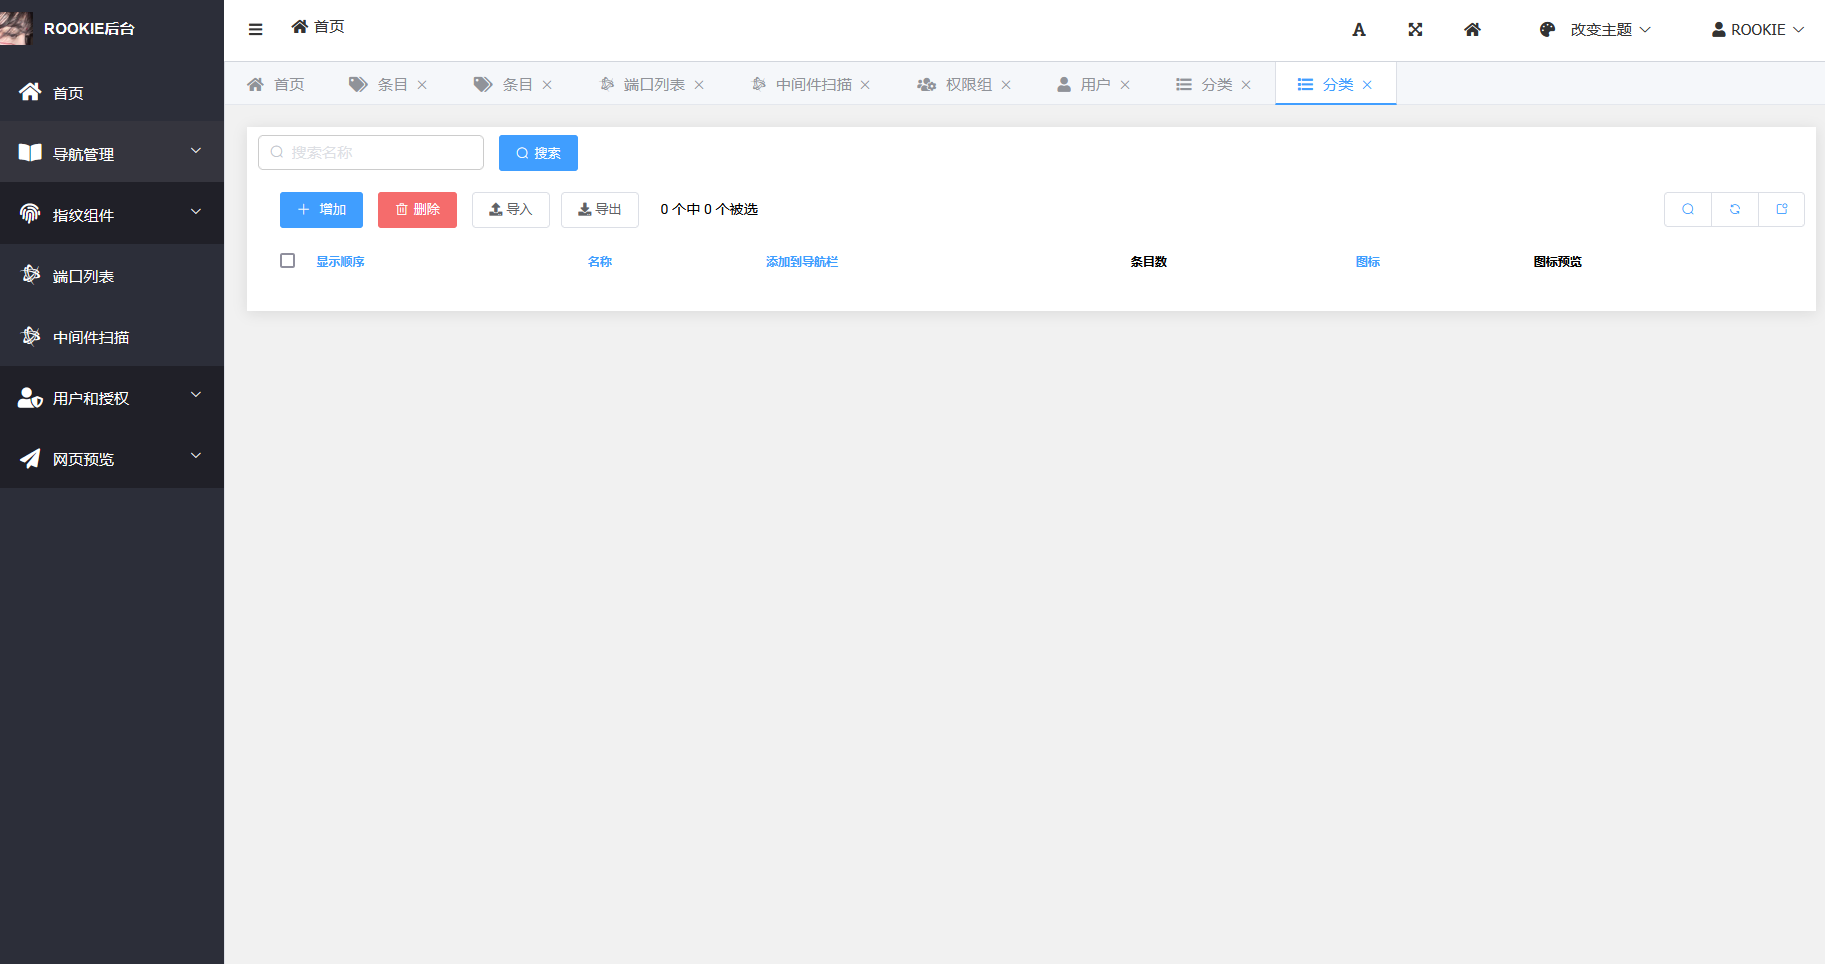 ROOKIE后台
首页
导航管理
指纹组件
端口列表
中间件扫描
用户和授权
网页预览
首页
A 改变主题 ROOKIE
首页 条目 条目 端口列表 中间件扫描 权限组 用户 分类 分类
搜索名称 搜索
增加 删除 导入 导出 0 个中 0 个被选
显示顺序 名称 添加到导航栏 条目数 图标 图标预览